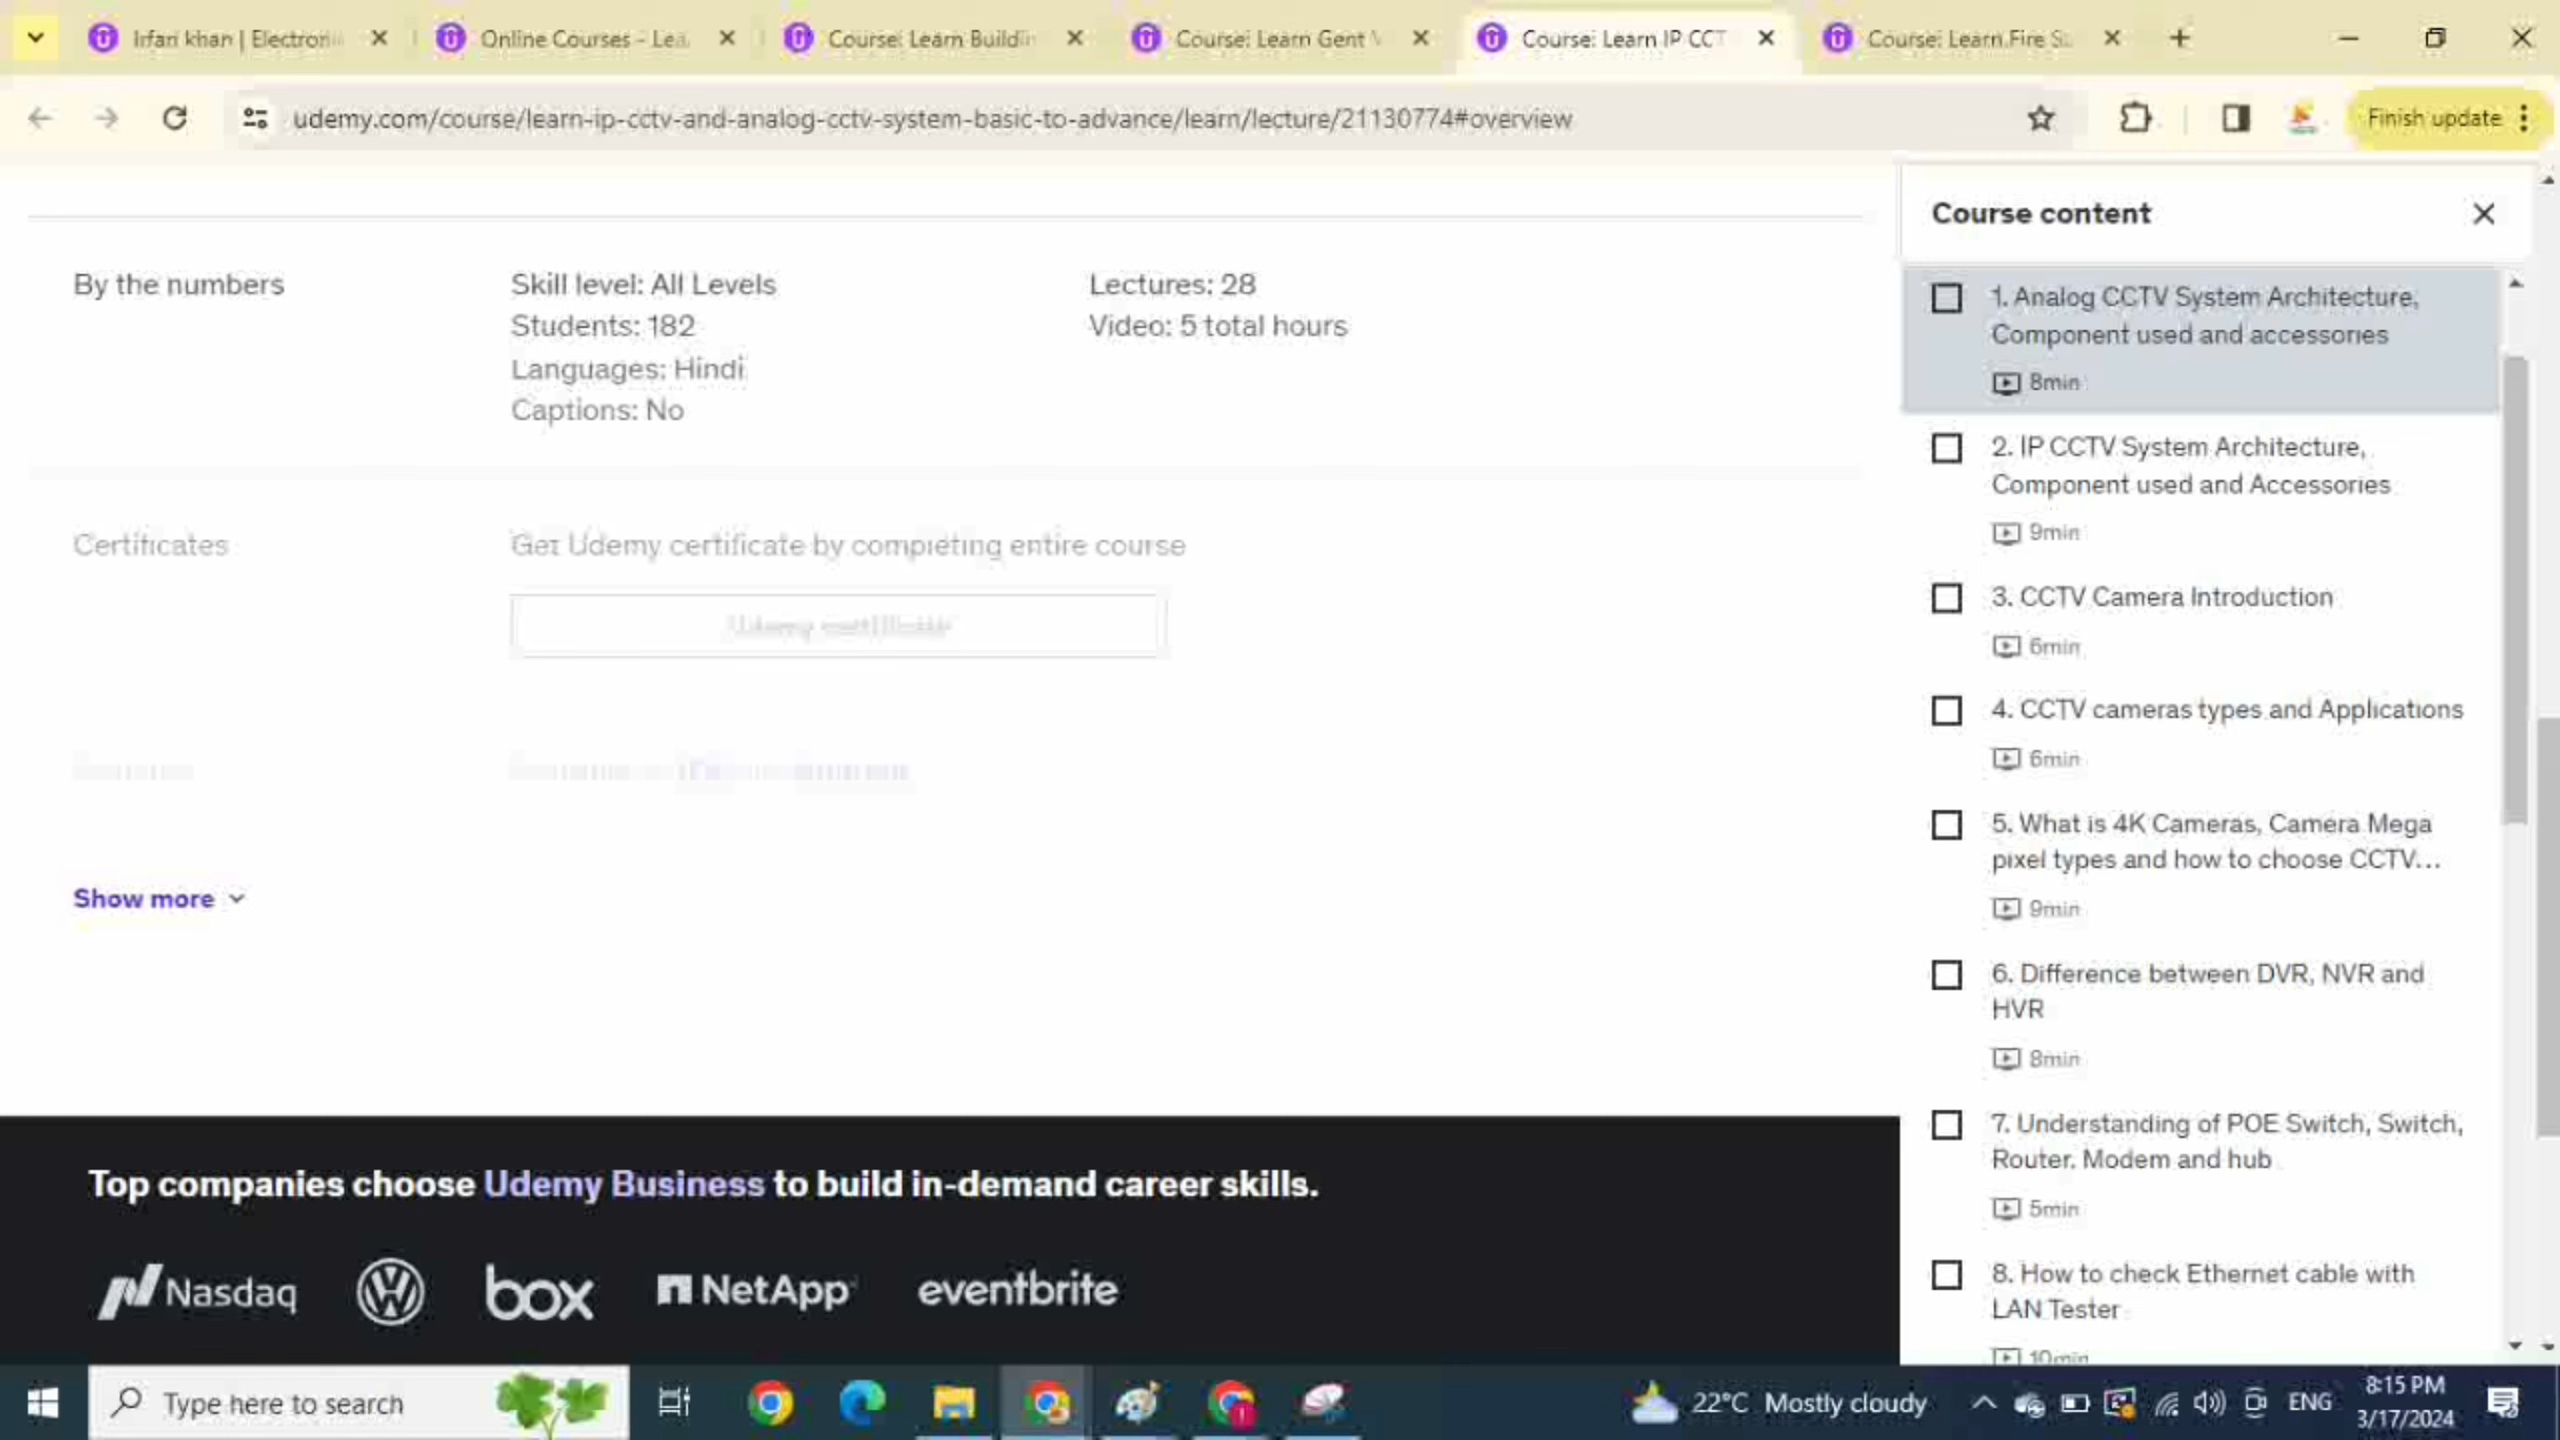 Irfan khan | Electroni
Online Courses - Lea
Course: Learn Buildin
Course: Learn Gent V
Course: Learn IP CCT
Course: Learn Fire S
udemy.com/course/learn-ip-cctv-and-analog-cctv-system-basic-to-advance/learn/lecture/21130774#overview
Finish update
By the numbers
Skill level: All Levels
Students: 182
Languages: Hindi
Captions: No
Lectures: 28
Video: 5 total hours
Certificates
Get Udemy certificate by completing entire course
Udemy certificate
Show more
Top companies choose Udemy Business to build in-demand career skills.
Nasdaq
box
NetApp
eventbrite
Course content
1. Analog CCTV System Architecture,
Component used and accessories
8min
2. IP CCTV System Architecture,
Component used and Accessories
9min
3. CCTV Camera Introduction
6min
4. CCTV cameras types and Applications
6min
5. What is 4K Cameras, Camera Mega
pixel types and how to choose CCTV...
9min
6. Difference between DVR, NVR and
HVR
8min
7. Understanding of POE Switch, Switch,
Router. Modem and hub
5min
8. How to check Ethernet cable with
LAN Tester
10min
Type here to search
22°C Mostly cloudy
ENG
8:15 PM
3/17/2024